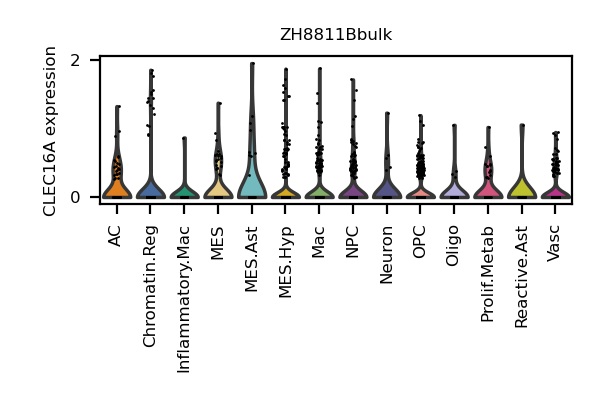 ZH8811Bbulk
CLEC16A expression
2
0
AC
Chromatin.Reg
Inflammatory.Mac
MES
MES.Ast
MES.Hyp
Mac
NPC
Neuron
OPC
Oligo
Prolif.Metab
Reactive.Ast
Vasc